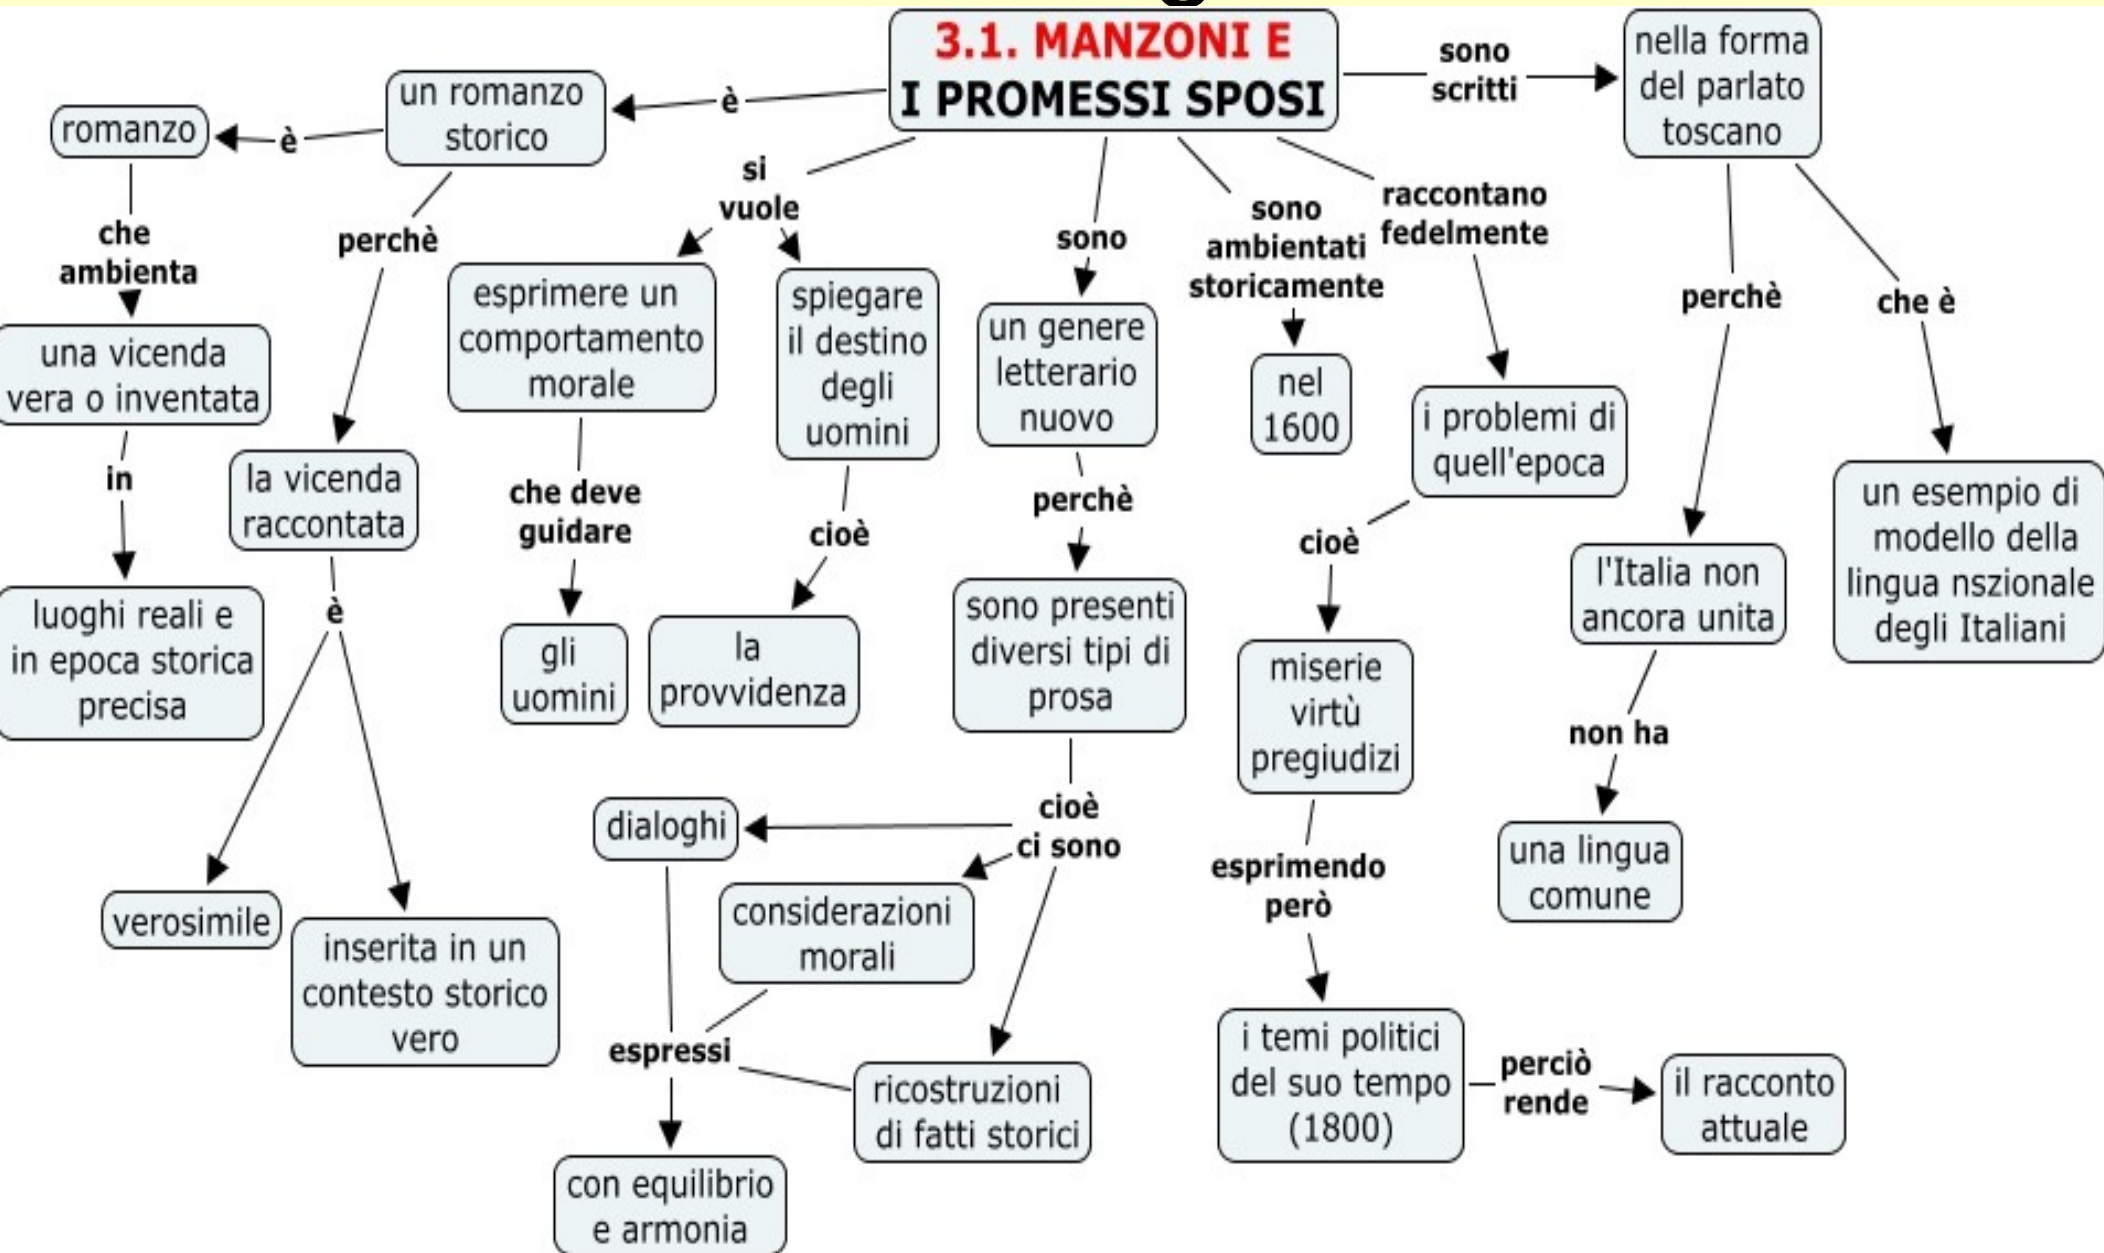 3.1. MANZONI E
I PROMESSI SPOSI
è
un romanzo
storico
è
romanzo
che
ambienta
una vicenda
vera o inventata
in
luoghi reali e
in epoca storica
precisa
perchè
la vicenda
raccontata
è
verosimile
inserita in un
contesto storico
vero
si
vuole
esprimere un
comportamento
morale
che deve
guidare
gli
uomini
spiegare
il destino
degli
uomini
cioè
la
provvidenza
sono
un genere
letterario
nuovo
perchè
sono presenti
diversi tipi di
prosa
cioè
ci sono
dialoghi
considerazioni
morali
ricostruzioni
di fatti storici
espressi
con equilibrio
e armonia
sono
ambientati
storicamente
nel
1600
raccontano
fedelmente
i problemi di
quell'epoca
cioè
miserie
virtù
pregiudizi
esprimendo
però
i temi politici
del suo tempo
(1800)
perciò
rende
il racconto
attuale
sono
scritti
nella forma
del parlato
toscano
perchè
l'Italia non
ancora unita
non ha
una lingua
comune
che è
un esempio di
modello della
lingua nszionale
degli Italiani